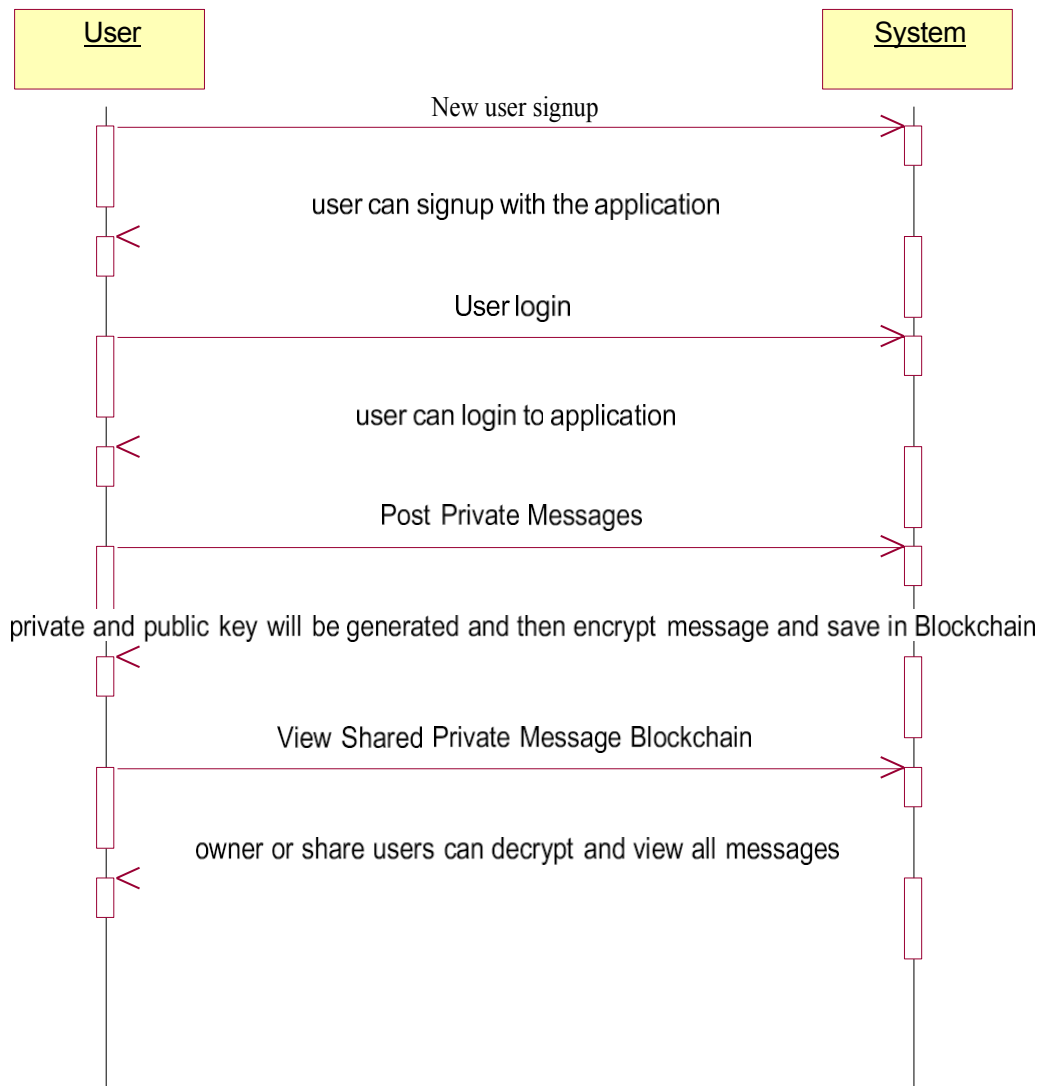 User
System
New user signup
user can signup with the application
User login
user can login to application
Post Private Messages
private and public key will be generated and then encrypt message and save in Blockchain
View Shared Private Message Blockchain
owner or share users can decrypt and view all messages